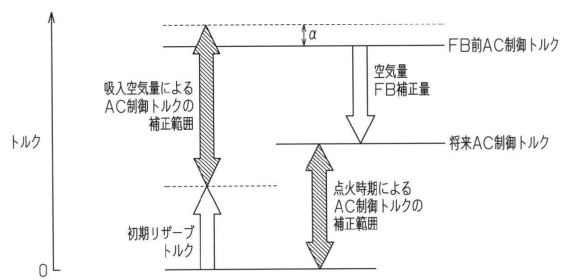 α
FB前AC制御トルク
空気量
FB補正量
吸入空気量による
AC制御トルクの
補正範囲
トルク
将来AC制御トルク
点火時期による
AC制御トルクの
補正範囲
初期リザーブ
トルク
0